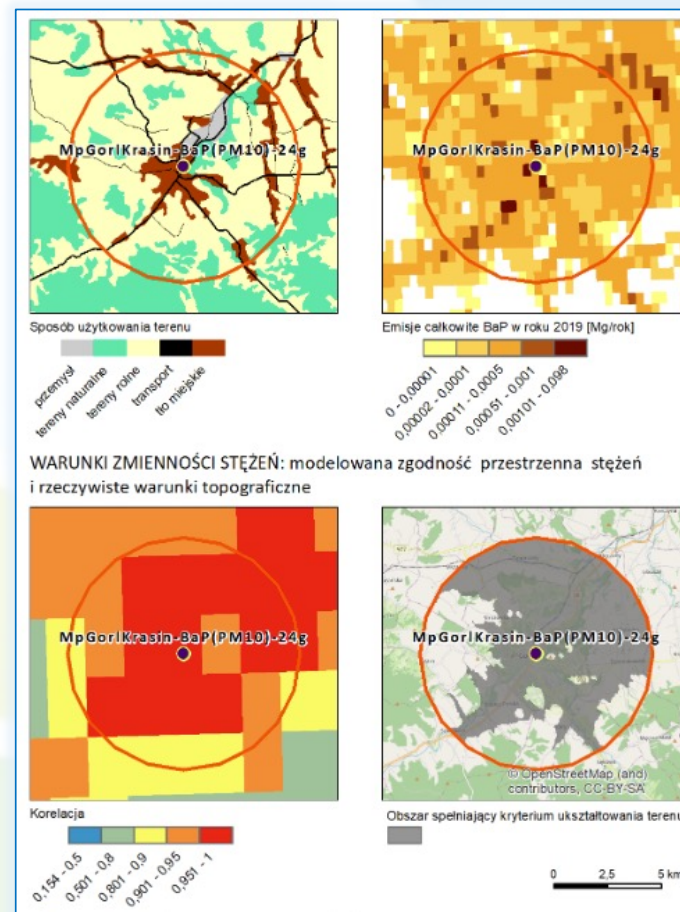 MpGorlKrasin-BaP(PM10)-24g
MpGorlKrasin-BaP(PM10)-24g
Sposób użytkowania terenu
przemysł
tereny naturalne
tereny rolne
transport
tło miejskie
Emisje całkowite BaP w roku 2019 [Mg/rok]
0 - 0,00001
0,00002 - 0,0001
0,00011 - 0,0005
0,00051 - 0,001
0,00101 - 0,098
WARUNKI ZMIENNOŚCI STĘŻEŃ: modelowana zgodność przestrzenna stężeń
i rzeczywiste warunki topograficzne
MpGorlKrasin-BaP(PM10)-24g
MpGorlKrasin-BaP(PM10)-24g
© OpenStreetMap (and)
contributors, CC-BY-SA
Korelacja
0,154 - 0,5
0,501 - 0,8
0,801 - 0,9
0,901 - 0,95
0,951 - 1
Obszar spełniający kryterium ukształtowania terenu
0 2,5 5 km